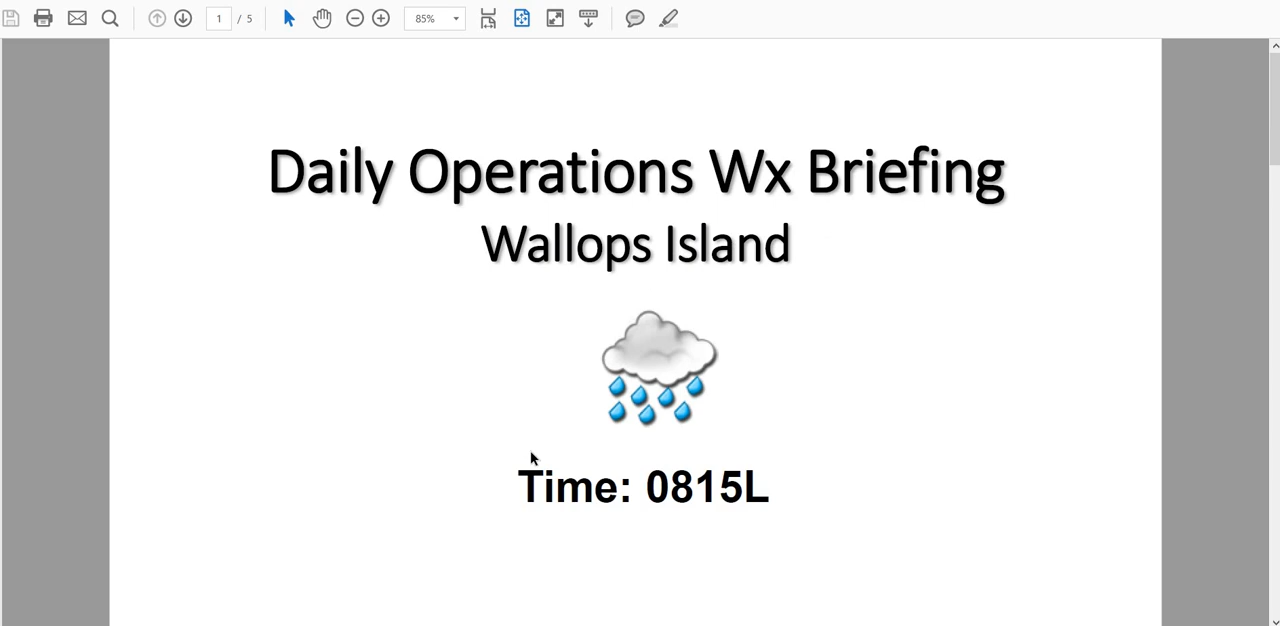 1 / 5
85%
Daily Operations Wx Briefing
Wallops Island
Time: 0815L